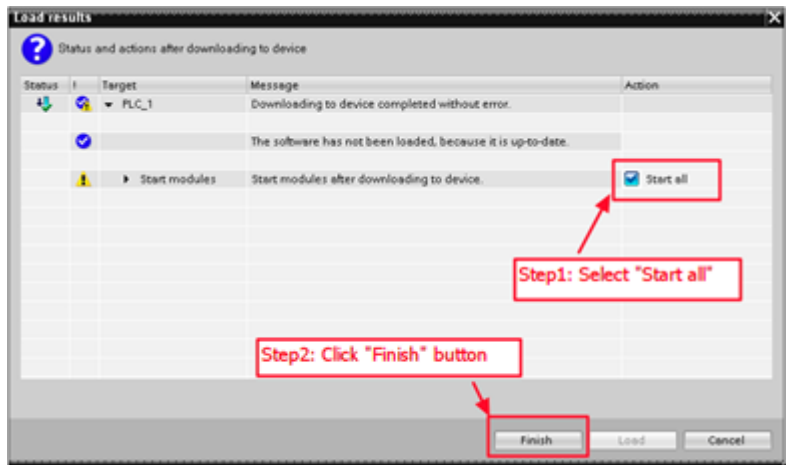 Load results
Status and actions after downloading to device
Status ! Target Message Action
PLC_1 Downloading to device completed without error.
The software has not been loaded, because it is up-to-date.
Start modules Start modules after downloading to device. Start all
Step1: Select "Start all"
Step2: Click "Finish" button
Finish Load Cancel